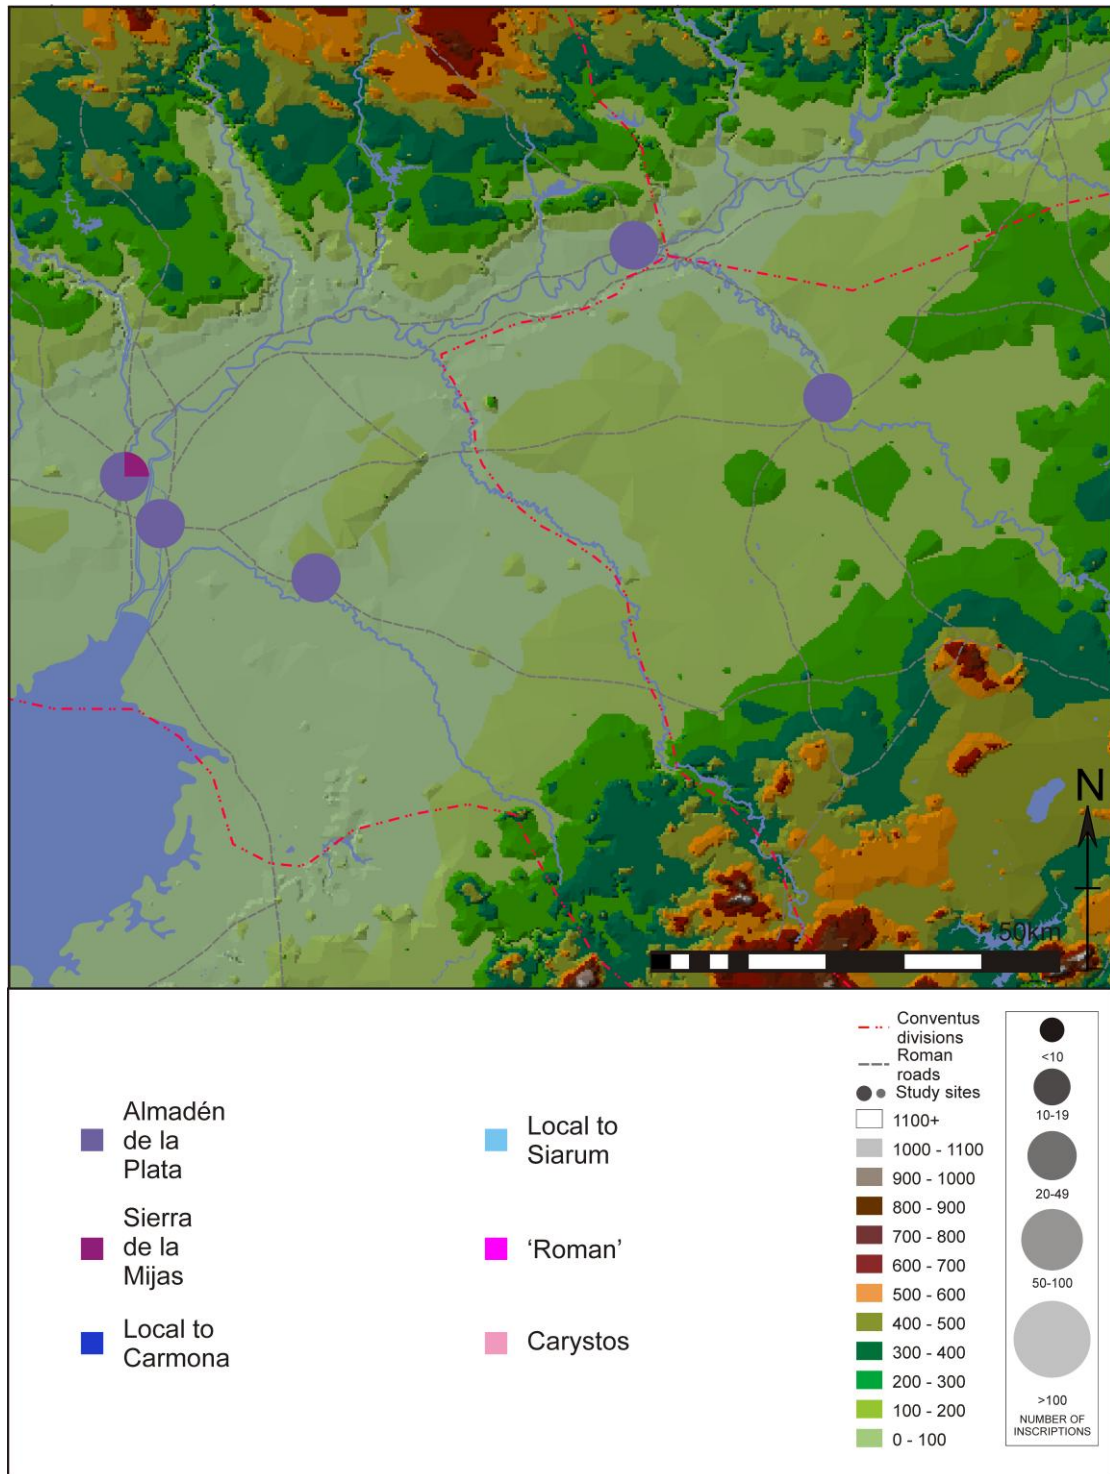 N
50km
Almadén
de la
Plata
Sierra
de la
Mijas
Local to
Carmona
Local to
Siarum
‘Roman’
Carystos
Conventus
divisions
Roman
roads
Study sites
1100+
1000 - 1100
900 - 1000
800 - 900
700 - 800
600 - 700
500 - 600
400 - 500
300 - 400
200 - 300
100 - 200
0 - 100
<10
10-19
20-49
50-100
>100
NUMBER OF
INSCRIPTIONS